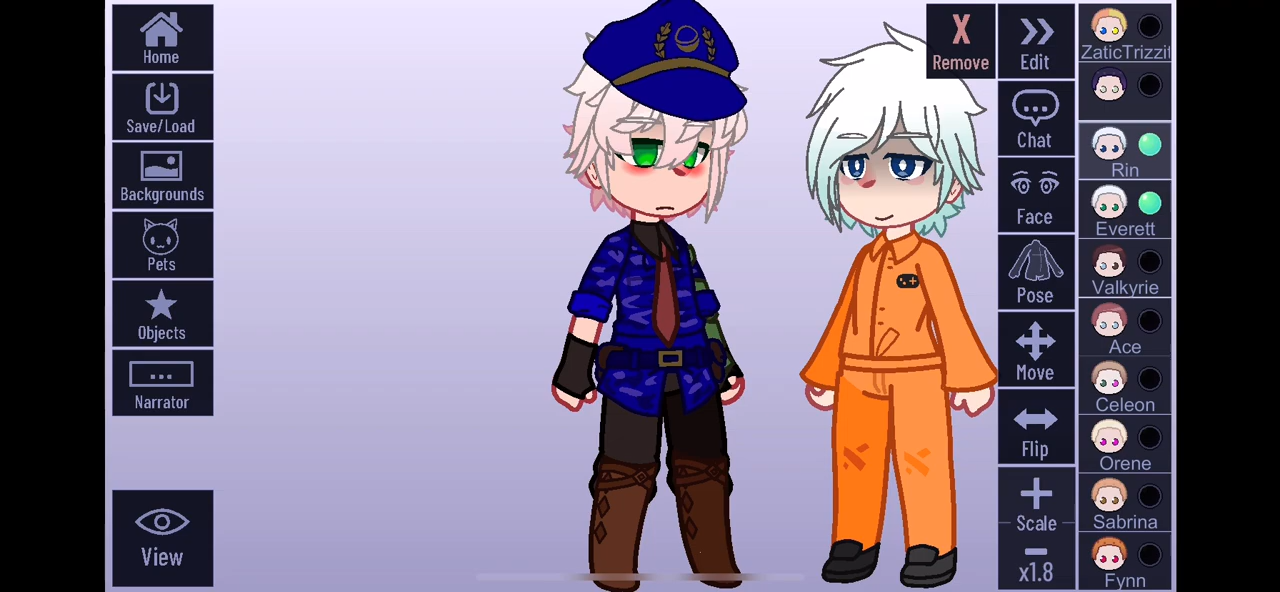 Home
Save/Load
Backgrounds
Pets
Objects
Narrator
View
X
Remove
Edit
Chat
Face
Pose
Move
Flip
Scale
x1.8
ZaticTrizzit
Rin
Everett
Valkyrie
Ace
Celeon
Orene
Sabrina
Fynn